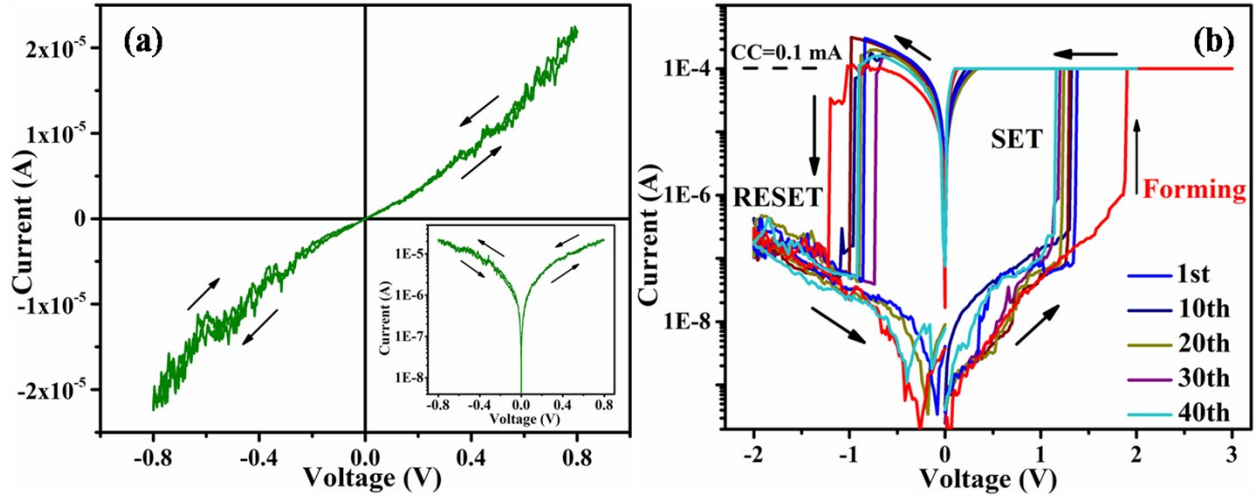 (a)
Current (A)
2x10⁻⁵
1x10⁻⁵
0
-1x10⁻⁵
-2x10⁻⁵
-0.8
-0.4
0.0
0.4
0.8
Voltage (V)
Current (A)
1E-5
1E-6
1E-7
1E-8
-0.8
-0.4
0.0
0.4
0.8
Voltage (V)
(b)
Current (A)
CC=0.1 mA
1E-4
1E-6
1E-8
SET
RESET
Forming
1st
10th
20th
30th
40th
-2
-1
0
1
2
3
Voltage (V)